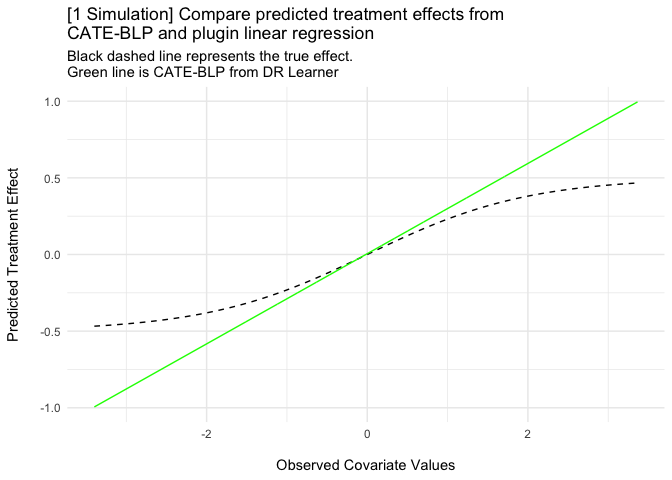 [1 Simulation] Compare predicted treatment effects from
CATE-BLP and plugin linear regression
Black dashed line represents the true effect.
Green line is CATE-BLP from DR Learner
1.0
0.5
0.0
-0.5
-1.0
Predicted Treatment Effect
-2
0
2
Observed Covariate Values